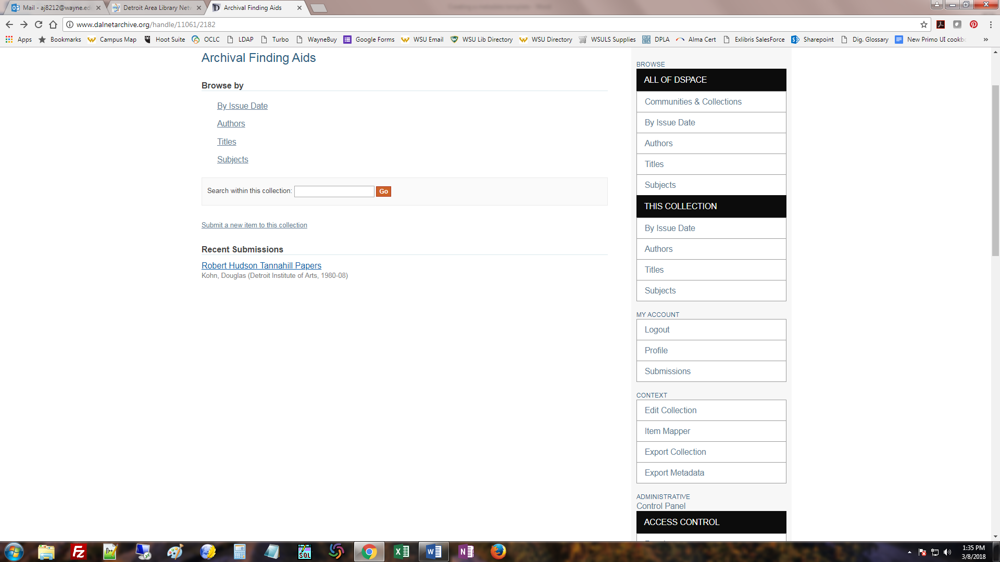 Mail - aj8212@wayne.ed
Detroit Area Library Netw
Archival Finding Aids
www.dalnetarchive.org/handle/11061/2182
Apps
Bookmarks
Campus Map
Hoot Suite
OCLC
LDAP
Turbo
WayneBuy
Google Forms
WSU Email
WSU Lib Directory
WSU Directory
WSULS Supplies
DPLA
Alma Cert
Exlibris SalesForce
Sharepoint
Dig. Glossary
New Primo UI cookb
Archival Finding Aids
Browse by
By Issue Date
Authors
Titles
Subjects
Search within this collection:
Go
Submit a new item to this collection
Recent Submissions
Robert Hudson Tannahill Papers
Kohn, Douglas (Detroit Institute of Arts, 1980-08)
BROWSE
ALL OF DSPACE
Communities & Collections
By Issue Date
Authors
Titles
Subjects
THIS COLLECTION
By Issue Date
Authors
Titles
Subjects
MY ACCOUNT
Logout
Profile
Submissions
CONTEXT
Edit Collection
Item Mapper
Export Collection
Export Metadata
ADMINISTRATIVE
Control Panel
ACCESS CONTROL
1:35 PM
3/8/2018